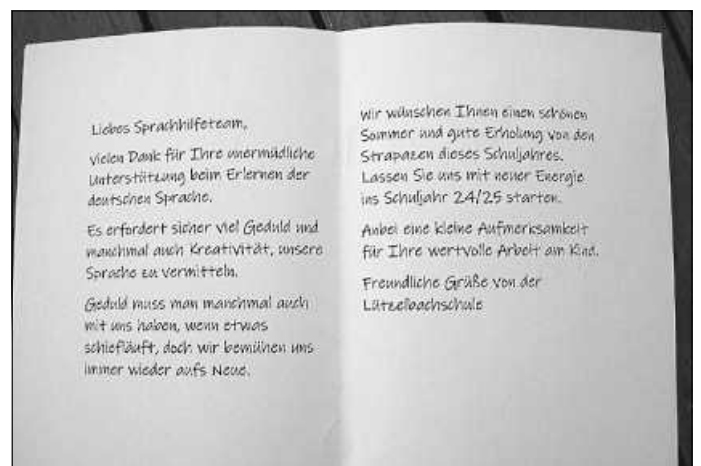 Liebes Sprachhilfeteam,
vielen Dank für Ihre unermüdliche
Unterstützung beim Erlernen der
deutschen Sprache.
Es erfordert sicher viel Geduld und
manchmal auch Kreativität, unsere
Sprache zu vermitteln.
Geduld muss man manchmal auch
mit uns haben, wenn etwas
schiefläuft, doch wir bemühen uns
immer wieder aufs Neue.
Wir wünschen Ihnen einen schönen
Sommer und gute Erholung von den
Strapazen dieses Schuljahres.
Lassen Sie uns mit neuer Energie
ins Schuljahr 24/25 starten.
Anbei eine kleine Aufmerksamkeit
für Ihre wertvolle Arbeit am Kind.
Freundliche Grüße von der
Lützelbachschule